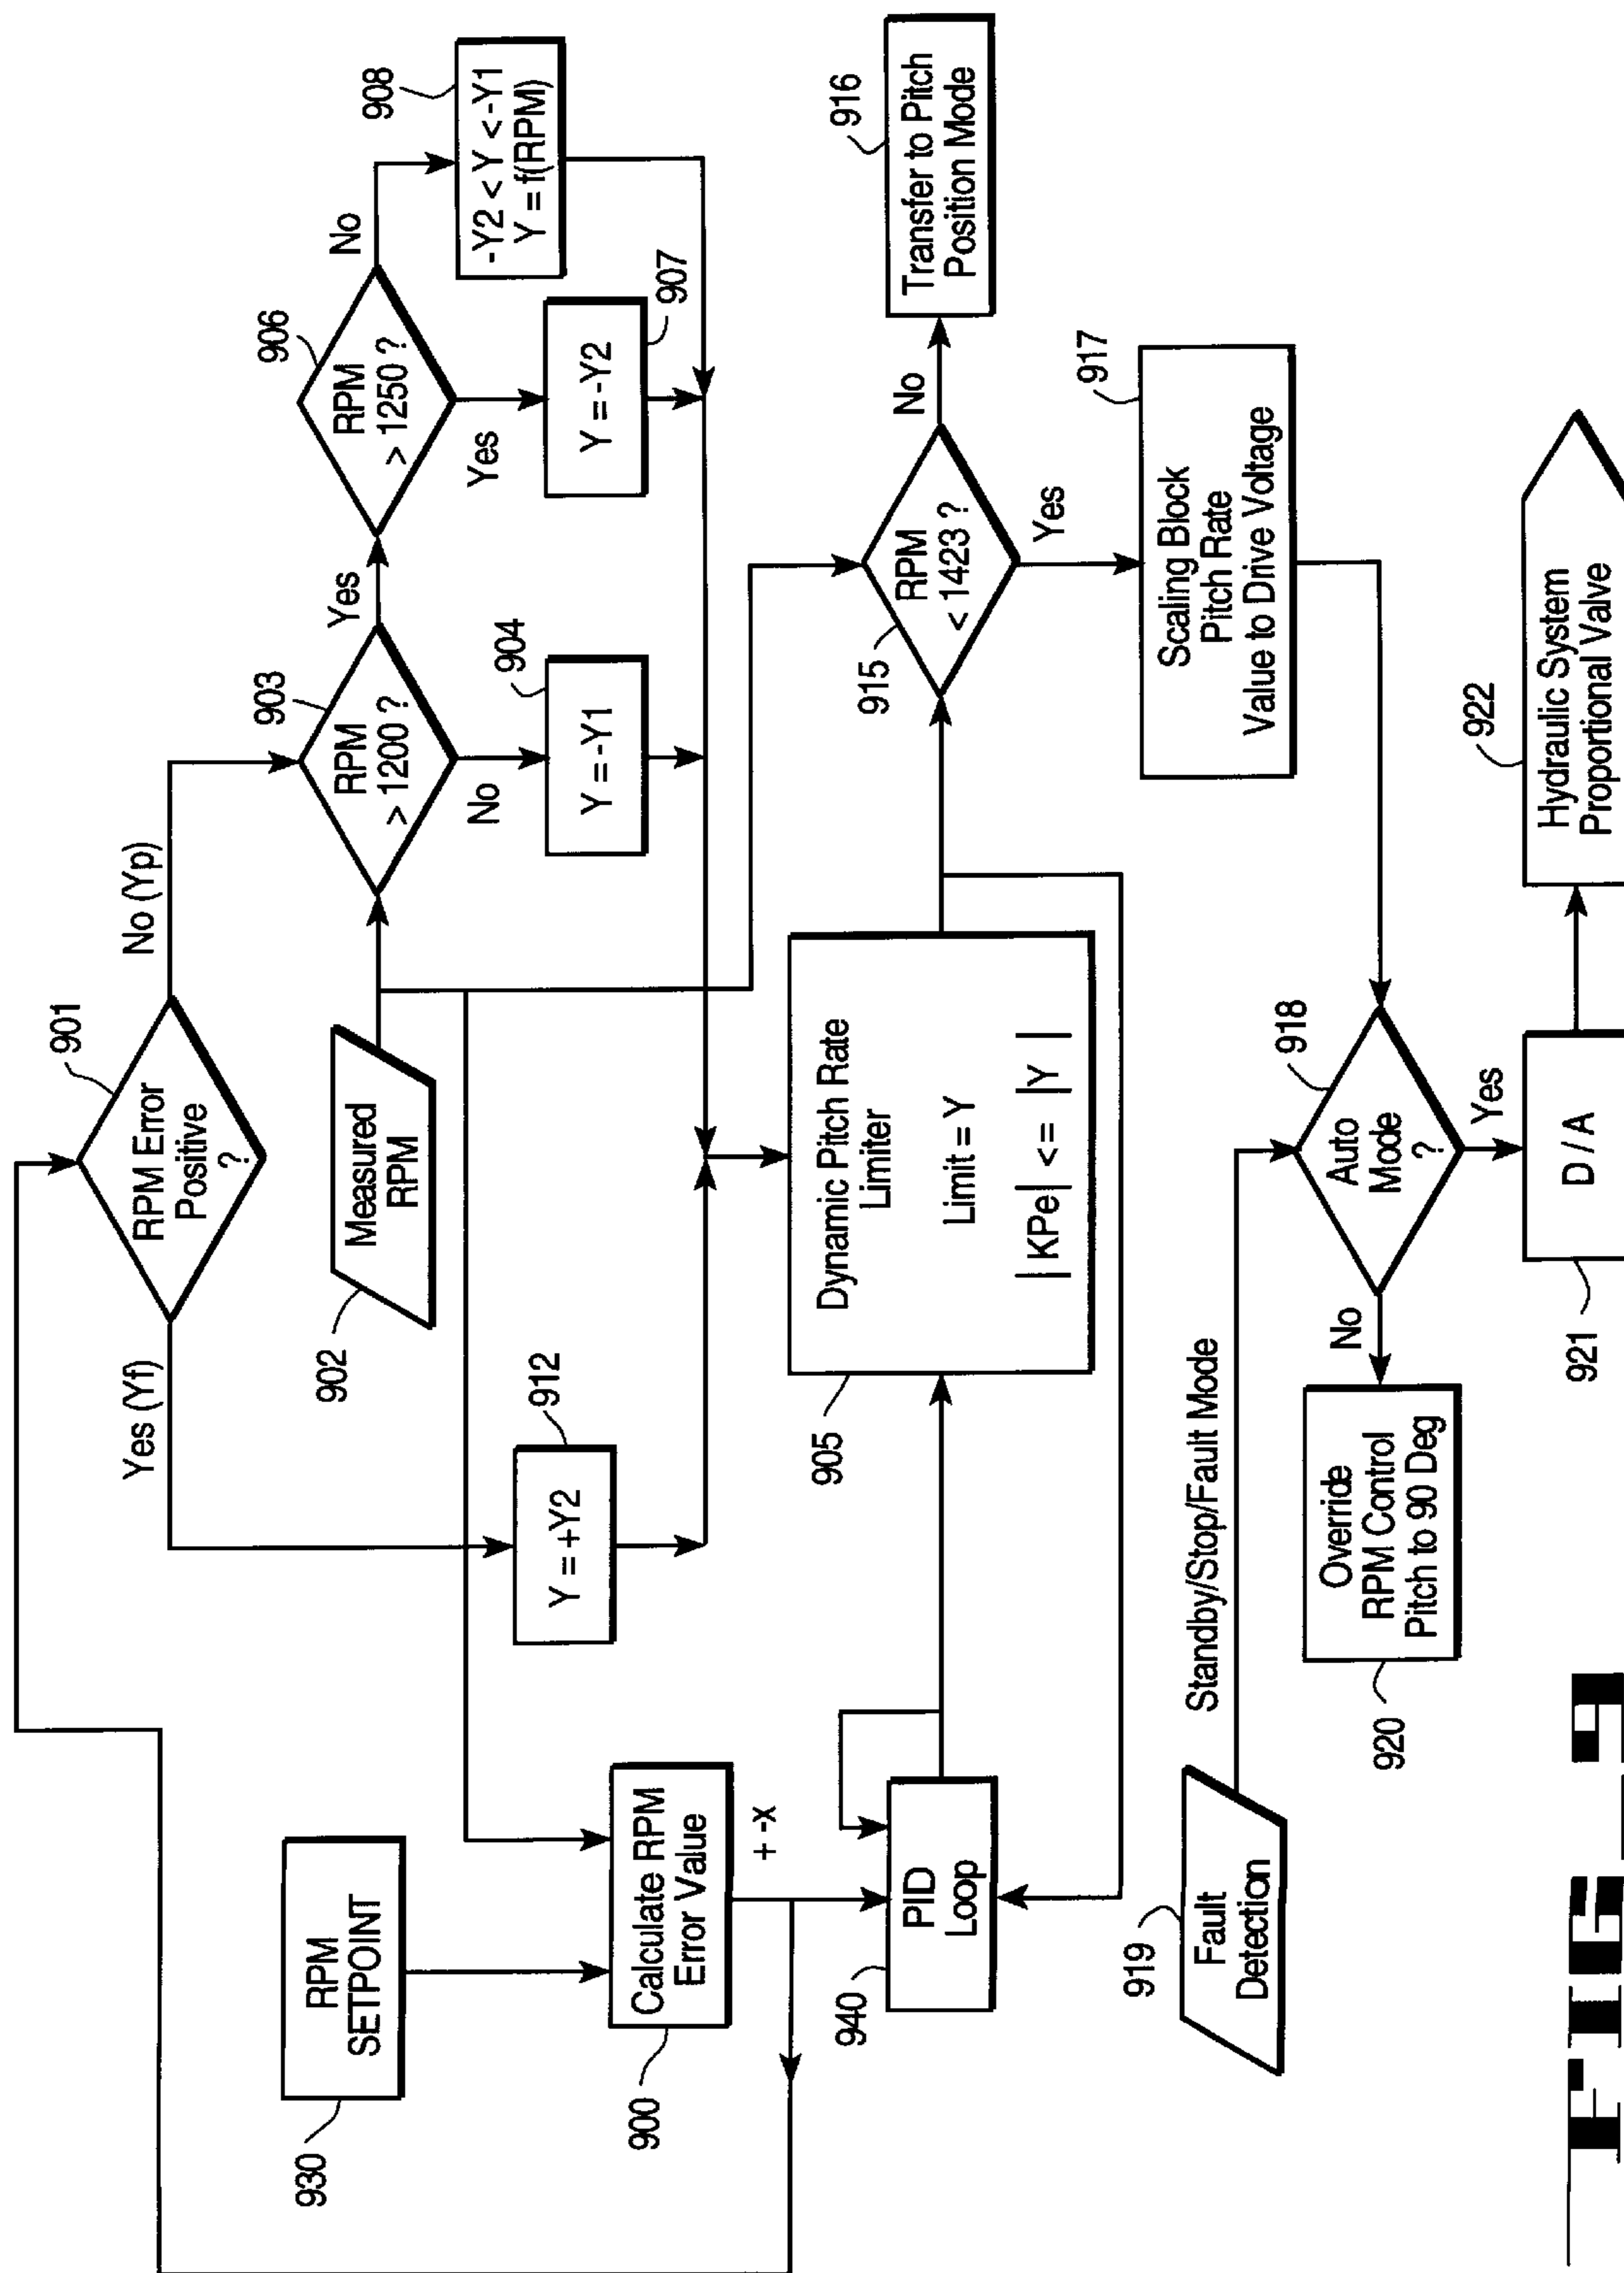 901
RPM Error
Positive
?
Yes (Yf)
No (Yp)
902
Measured
RPM
903
RPM
> 1200 ?
Yes
No
904
Y = -Y1
906
RPM
> 1250 ?
No
Yes
Y = -Y2
907
908
-Y2 < Y < -Y1
Y = f(RPM)
912
Y = +Y2
RPM
SETPOINT
930
Calculate RPM
Error Value
900
+ -x
PID
Loop
940
Dynamic Pitch Rate
Limiter
Limit = Y
| KPe| <= |Y |
905
915
RPM
< 1423 ?
No
Yes
916
Transfer to Pitch
Position Mode
917
Scaling Block
Pitch Rate
Value to Drive Voltage
919
Fault
Detection
Standby/Stop/Fault Mode
918
Auto
Mode
?
No
Yes
Override
RPM Control
Pitch to 90 Deg
920
D / A
921
922
Hydraulic System
Proportional Valve